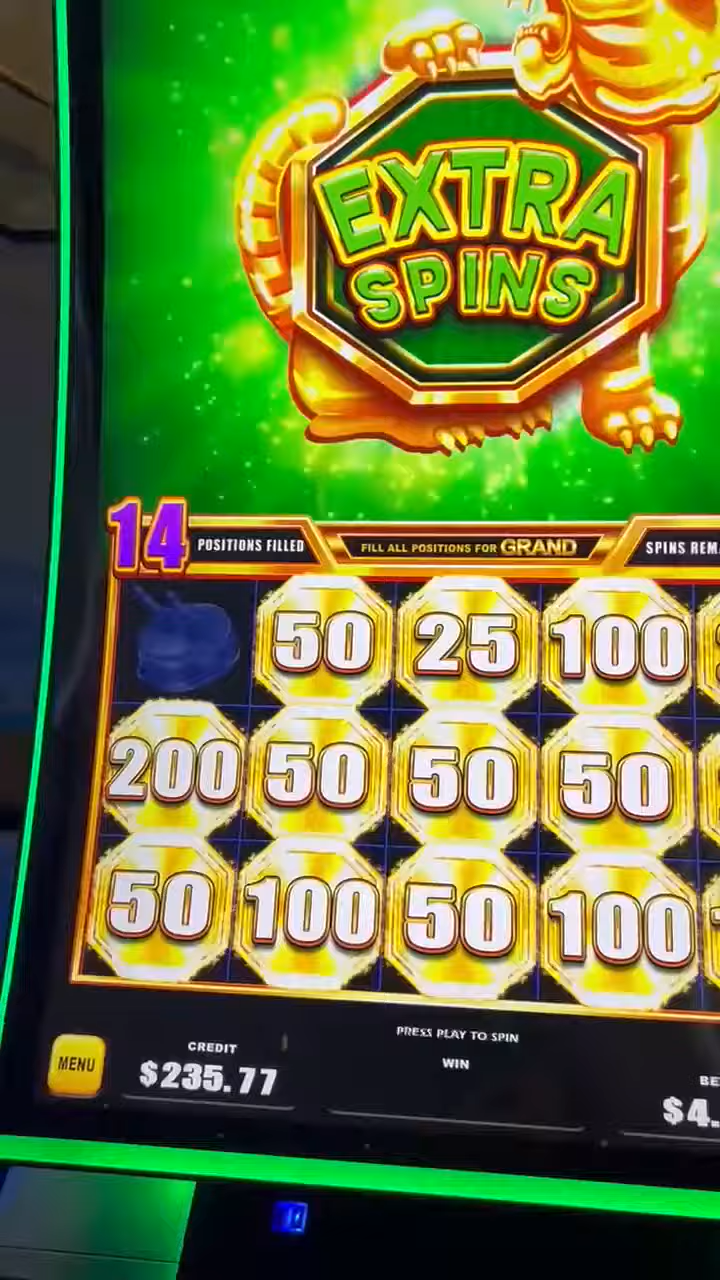 EXTRA
SPINS
14 POSITIONS FILLED
FILL ALL POSITIONS FOR GRAND
SPINS
50 25 100
200 50 50 50
50 100 50 100
PRESS PLAY TO SPIN
MENU
CREDIT
$235.77
WIN
$4.